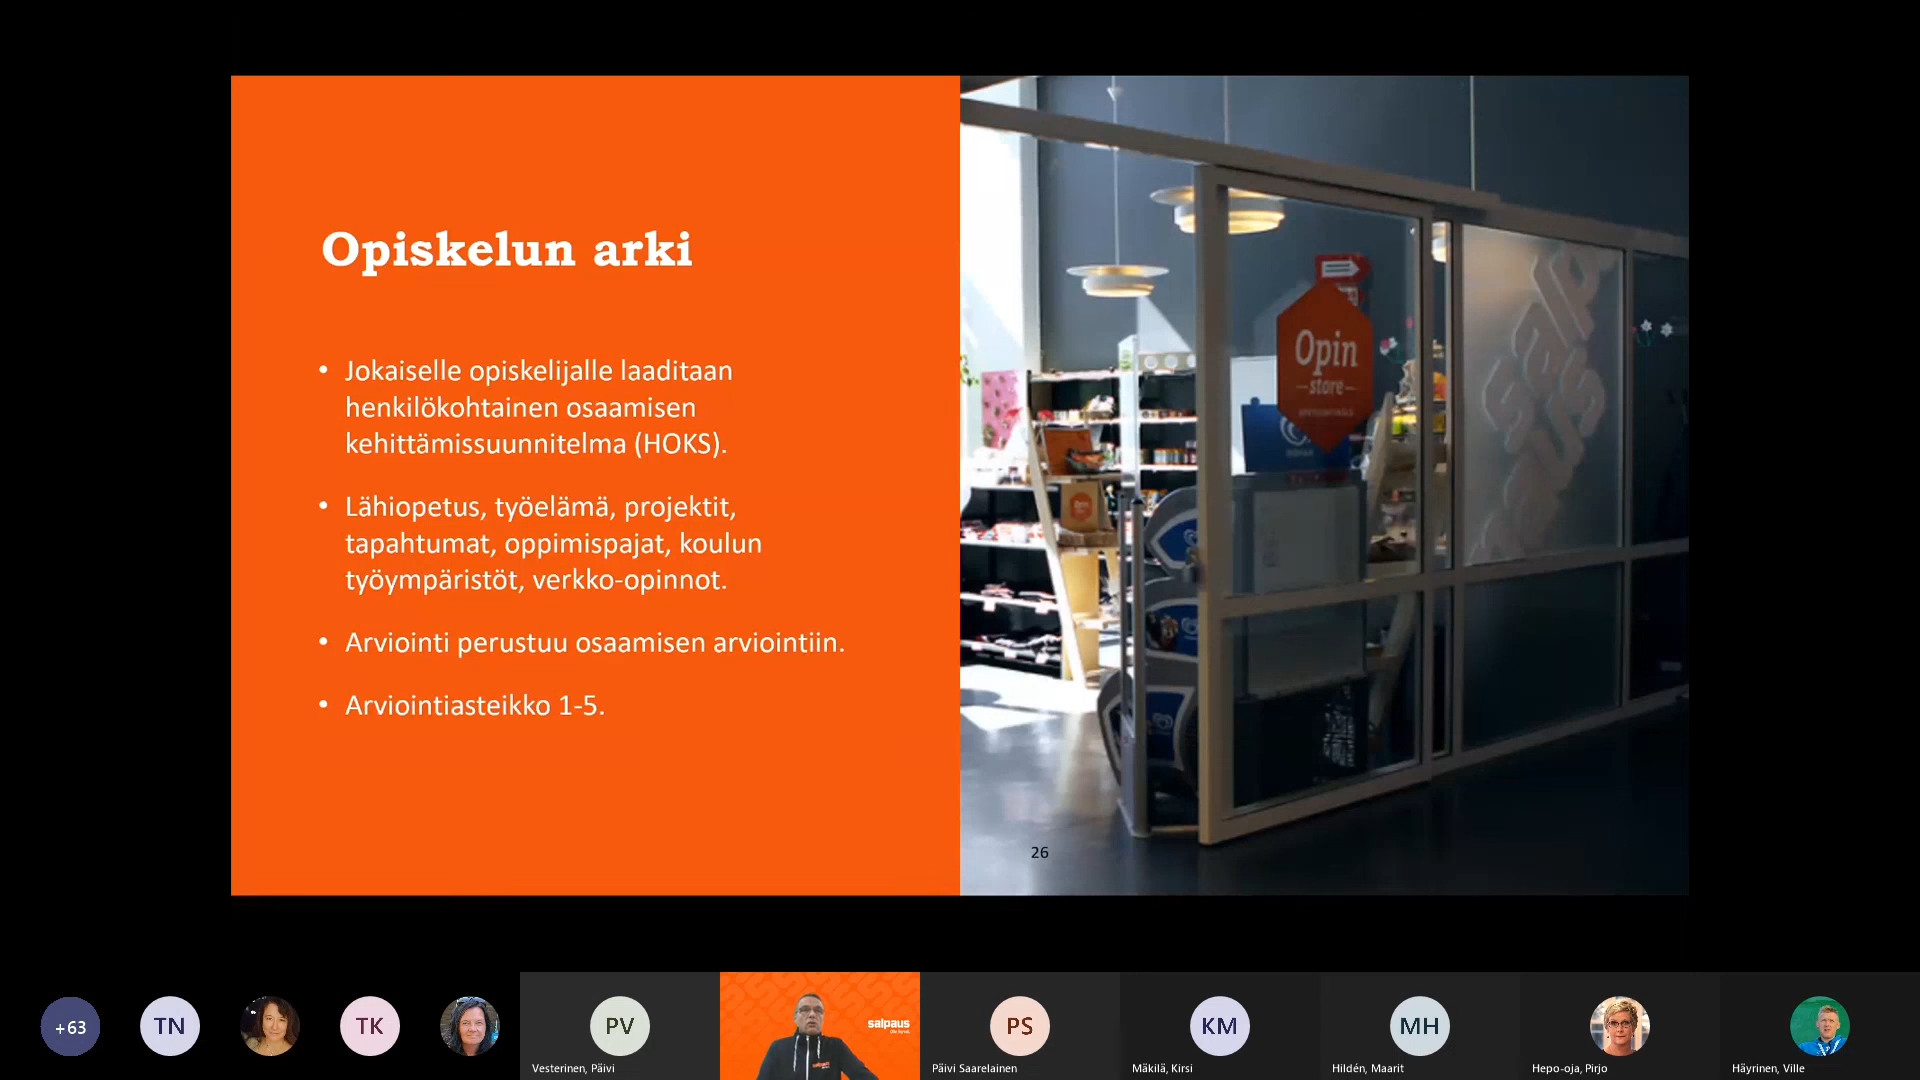 Opiskelun arki
• Jokaiselle opiskelijalle laaditaan
henkilökohtainen osaamisen
kehittämissuunnitelma (HOKS).
• Lähiopetus, työelämä, projektit,
tapahtumat, oppimispajat, koulun
työympäristöt, verkko-opinnot.
• Arviointi perustuu osaamisen arviointiin.
• Arviointiasteikko 1-5.
Opin
store
salpaus
26
+63
TN
TK
PV
Vesterinen, Päivi
salpaus
PS
Päivi Saarelainen
KM
Mäkilä, Kirsi
MH
Hildén, Maarit
Hepo-oja, Pirjo
Häyrinen, Ville